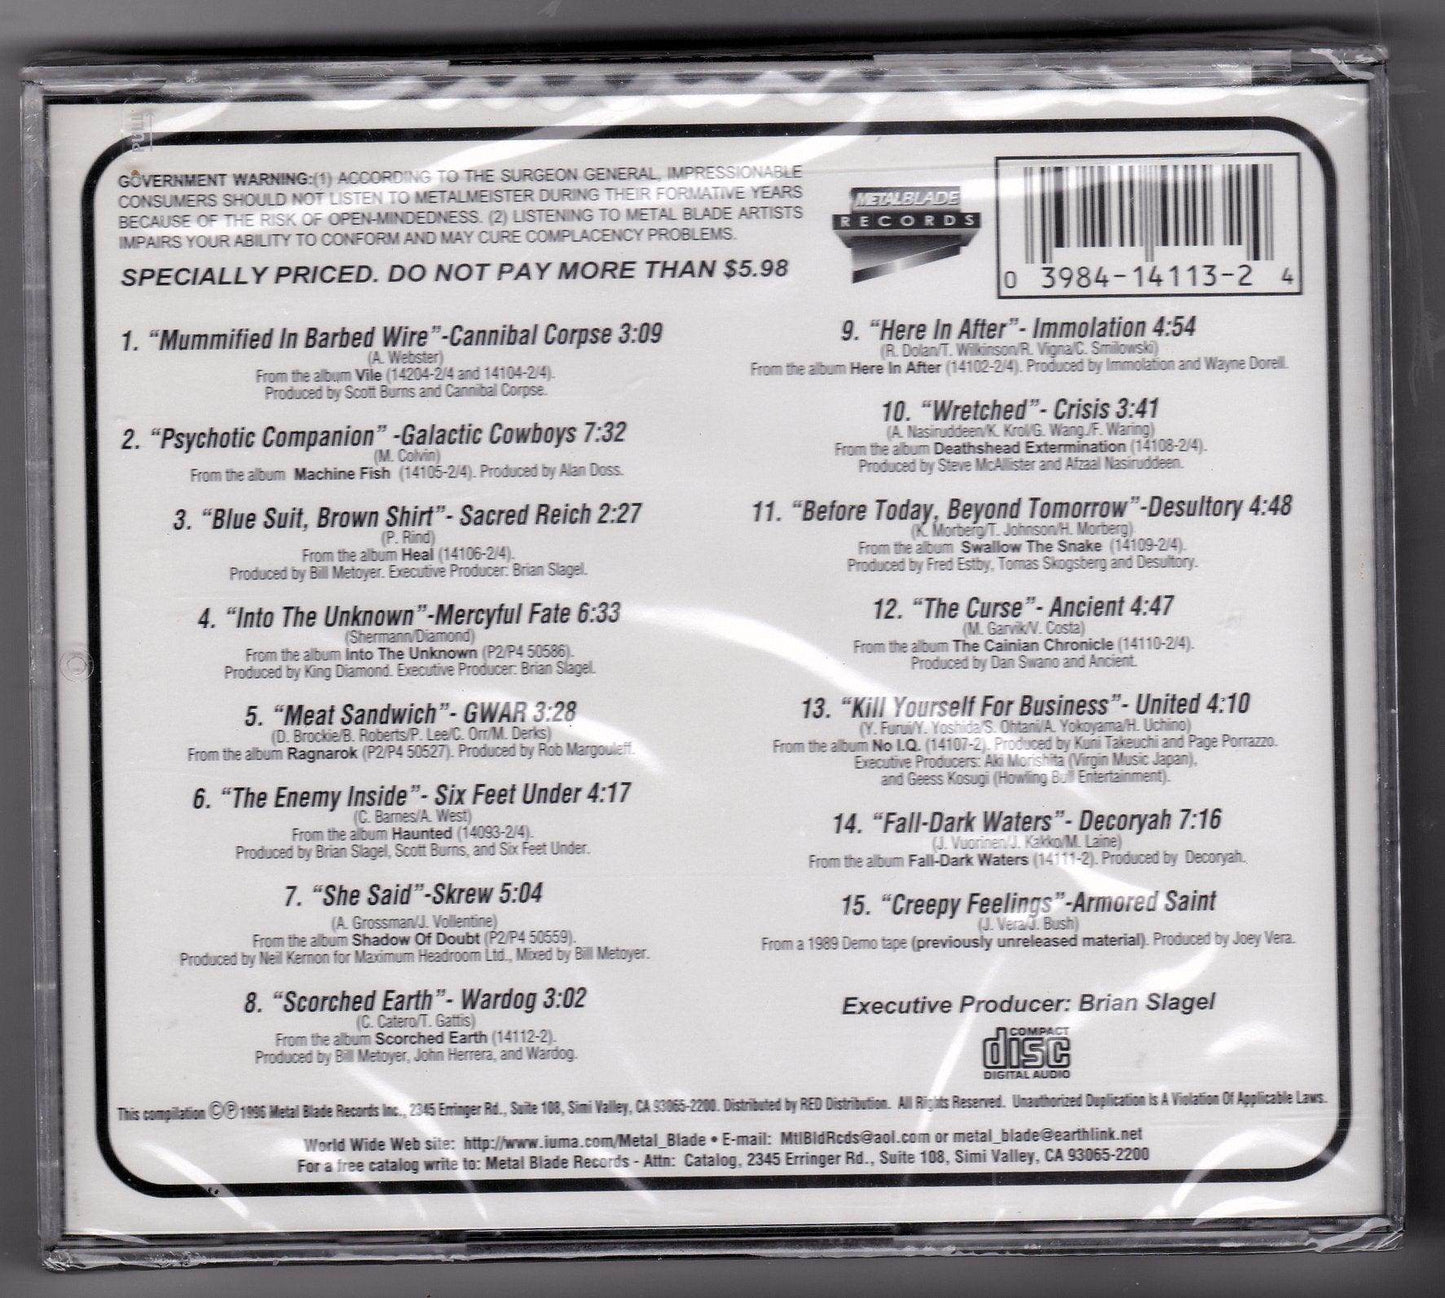 GOVERNMENT WARNING:(1) ACCORDING TO THE SURGEON GENERAL, IMPRESSIONABLE
CONSUMERS SHOULD NOT LISTEN TO METALMEISTER DURING THEIR FORMATIVE YEARS
BECAUSE OF THE RISK OF OPEN-MINDEDNESS. (2) LISTENING TO METAL BLADE ARTISTS
IMPAIRS YOUR ABILITY TO CONFORM AND MAY CURE COMPLACENCY PROBLEMS.
SPECIALLY PRICED. DO NOT PAY MORE THAN $5.98
METAL BLADE
RECORDS
0 3984-14113-2 4
1. “Mummified In Barbed Wire”-Cannibal Corpse 3:09
(A. Webster)
From the album Vile (14204-2/4 and 14104-2/4).
Produced by Scott Burns and Cannibal Corpse.
2. “Psychotic Companion” -Galactic Cowboys 7:32
(M. Colvin)
From the album Machine Fish (14105-2/4). Produced by Alan Doss.
3. “Blue Suit, Brown Shirt”- Sacred Reich 2:27
(P. Rind)
From the album Heal (14106-2/4).
Produced by Bill Metoyer. Executive Producer: Brian Slagel.
4. “Into The Unknown”-Mercyful Fate 6:33
(Shermann/Diamond)
From the album Into The Unknown (P2/P4 50586).
Produced by King Diamond. Executive Producer: Brian Slagel.
5. “Meat Sandwich”- GWAR 3:28
(D. Brockie/B. Roberts/P. Lee/C. Orr/M. Derks)
From the album Ragnarok (P2/P4 50527). Produced by Rob Margouleff.
6. “The Enemy Inside”- Six Feet Under 4:17
(C. Barnes/A. West)
From the album Haunted (14093-2/4).
Produced by Brian Slagel, Scott Burns, and Six Feet Under.
7. “She Said”-Skrew 5:04
(A. Grossman/J. Vollentine)
From the album Shadow Of Doubt (P2/P4 50559).
Produced by Neil Kernon for Maximum Headroom Ltd., Mixed by Bill Metoyer.
8. “Scorched Earth”- Wardog 3:02
(C. Catero/T. Gattis)
From the album Scorched Earth (14112-2).
Produced by Bill Metoyer, John Herrera, and Wardog.
9. “Here In After”- Immolation 4:54
(R. Dolan/T. Wilkinson/R. Vigna/C. Smilowski)
From the album Here In After (14102-2/4). Produced by Immolation and Wayne Dorell.
10. “Wretched”- Crisis 3:41
(A. Nasiruddeen/K. Krol/G. Wang./F. Waring)
From the album Deathshead Extermination (14108-2/4).
Produced by Steve McAllister and Afzaal Nasiruddeen.
11. “Before Today, Beyond Tomorrow”-Desultory 4:48
(K. Morberg/T. Johnson/H. Morberg)
From the album Swallow The Snake (14109-2/4).
Produced by Fred Estby, Tomas Skogsberg and Desultory.
12. “The Curse”- Ancient 4:47
(M. Garvik/V. Costa)
From the album The Cainian Chronicle (14110-2/4).
Produced by Dan Swano and Ancient.
13. “Kill Yourself For Business”- United 4:10
(Y. Furui/Y. Yoshida/S. Ohtani/A. Yokoyama/H. Uchino)
From the album No I.Q. (14107-2). Produced by Kuni Takeuchi and Page Porrazzo.
Executive Producers: Aki Morishita (Virgin Music Japan),
and Geess Kosugi (Howling Bull Entertainment).
14. “Fall-Dark Waters”- Decoryah 7:16
(J. Vuorinen/J. Kakko/M. Laine)
From the album Fall-Dark Waters (14111-2). Produced by Decoryah.
15. “Creepy Feelings”-Armored Saint
(J. Vera/J. Bush)
From a 1989 Demo tape (previously unreleased material). Produced by Joey Vera.
Executive Producer: Brian Slagel
COMPACT
disc
DIGITAL AUDIO
This compilation ©℗1996 Metal Blade Records Inc., 2345 Erringer Rd., Suite 108, Simi Valley, CA 93065-2200. Distributed by RED Distribution. All Rights Reserved. Unauthorized Duplication Is A Violation Of Applicable Laws.
World Wide Web site: http://www.iuma.com/Metal_Blade • E-mail: MtlBldRcds@aol.com or metal_blade@earthlink.net
For a free catalog write to: Metal Blade Records - Attn: Catalog, 2345 Erringer Rd., Suite 108, Simi Valley, CA 93065-2200